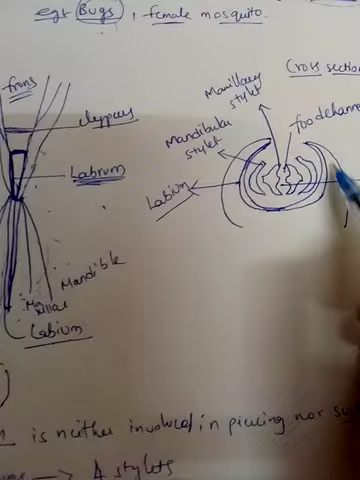 eg:- Bugs, female mosquito.
Cross section
frons
Maxillary stylet
clypeus
food channel
Mandibular stylet
Labrum
Labium
Mandible
Maxillae
Labium
is neither involved in piercing nor su
4 stylets